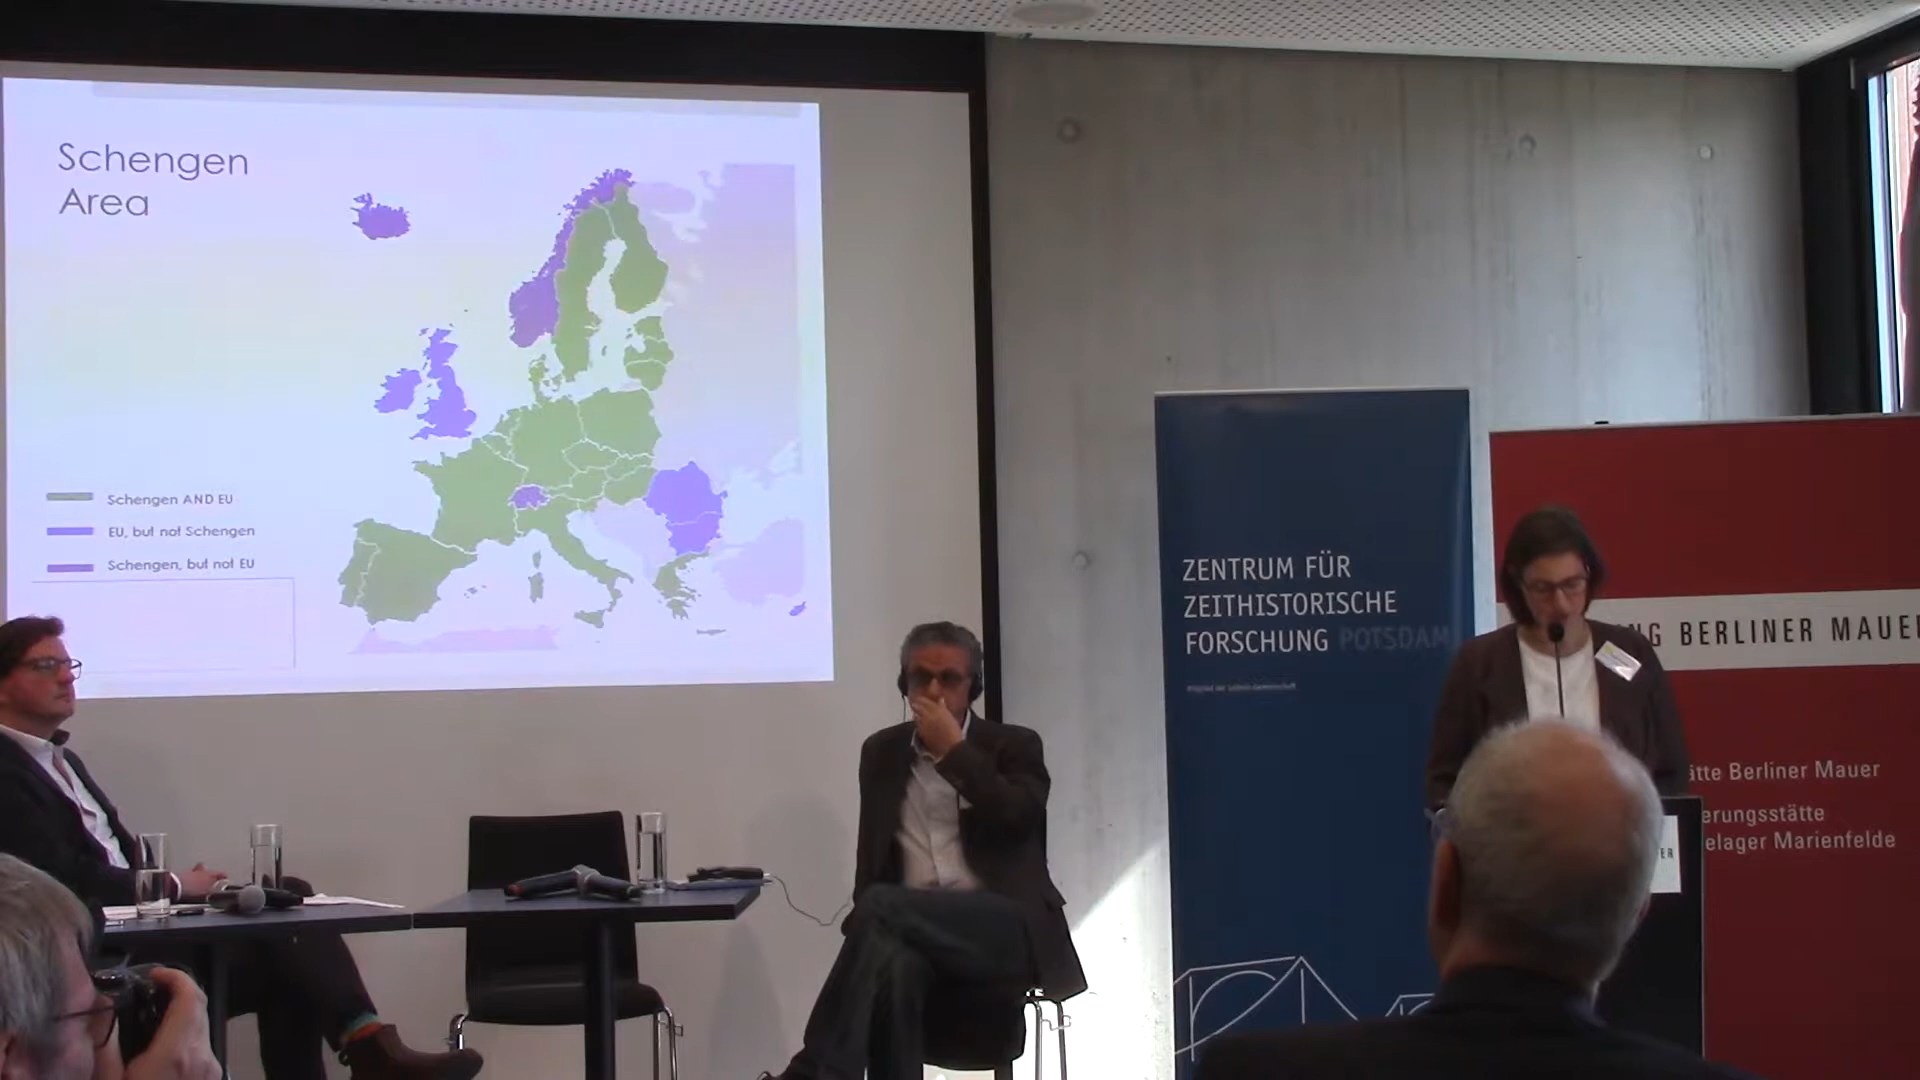 Schengen
Area
Schengen AND EU
EU, but not Schengen
Schengen, but not EU
ZENTRUM FÜR
ZEITHISTORISCHE
FORSCHUNG POTSDAM
NG BERLINER MAUE
ätte Berliner Mauer
erungsstätte
elager Marienfelde
ER